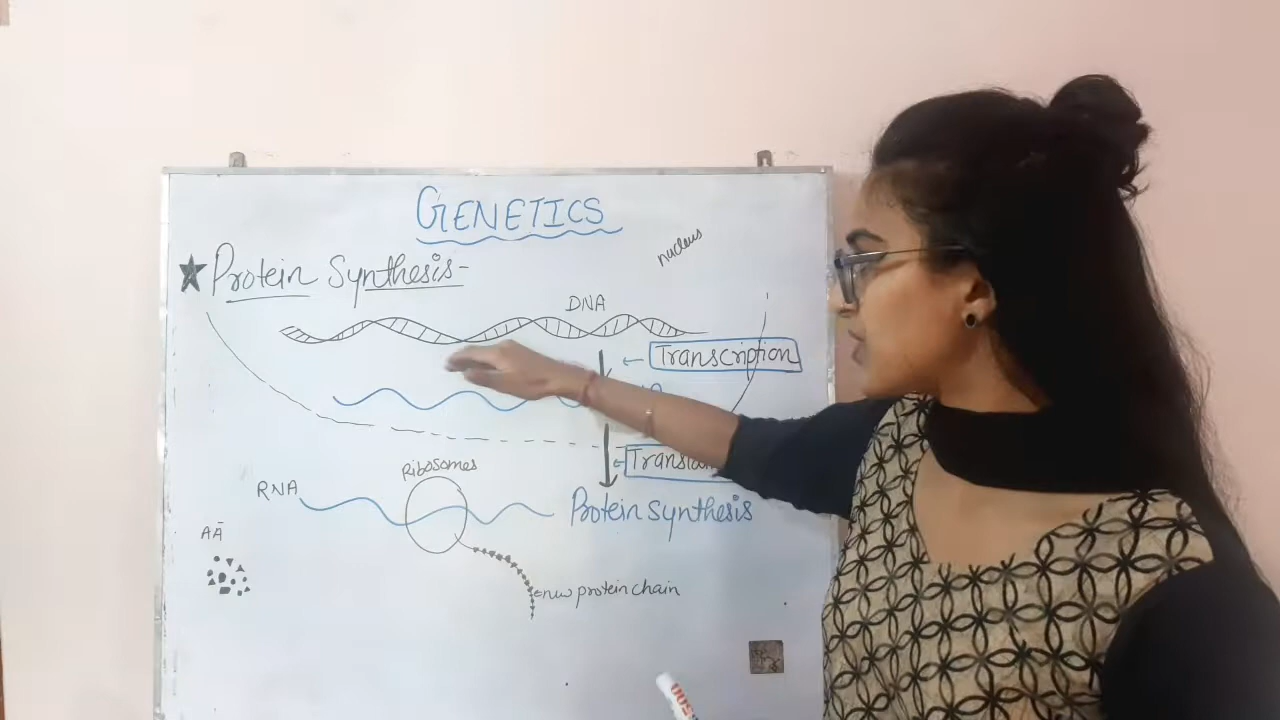 GENETICS
nucleus
★ Protein Synthesis-
DNA
← Transcription
Ribosomes
RNA
Protein synthesis
AA
new protein chain